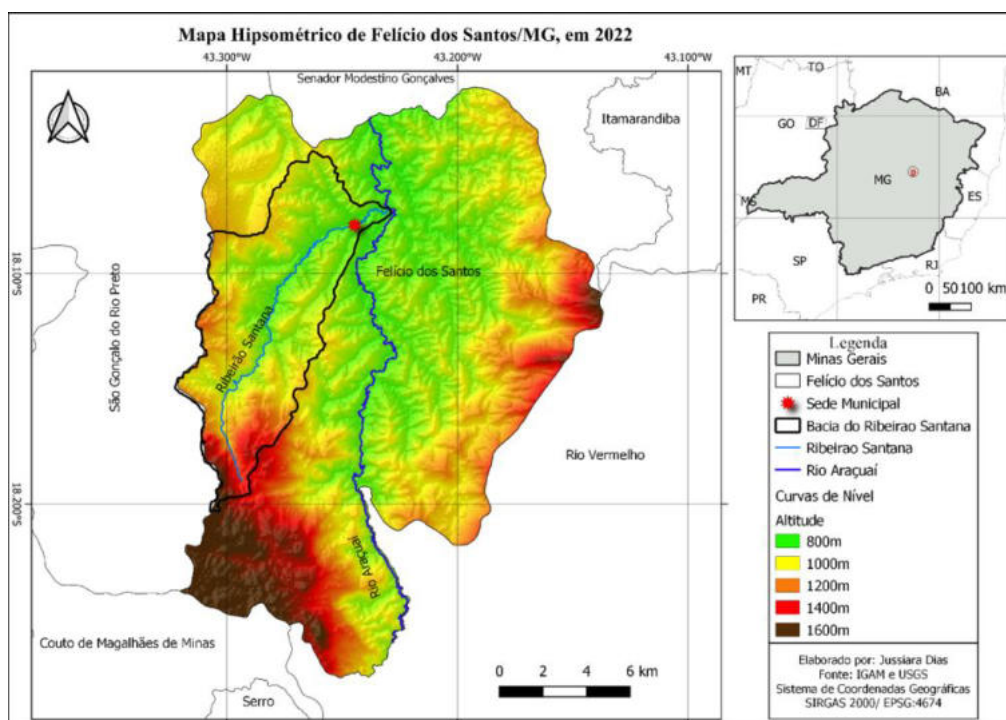 Mapa Hipsométrico de Felício dos Santos/MG, em 2022
43.300°W
43.200°W
43.100°W
Senador Modestino Gonçalves
Itamarandiba
18.100°S
São Gonçalo do Rio Preto
Felício dos Santos
Ribeirão Santana
Rio Vermelho
18.200°S
Rio Araçuaí
Couto de Magalhães de Minas
Serro
0 2 4 6 km
MT
TO
BA
GO
DF
MG
MS
ES
SP
RJ
PR
0 50 100 km
Legenda
Minas Gerais
Felício dos Santos
Sede Municipal
Bacia do Ribeirão Santana
Ribeirao Santana
Rio Araçuaí
Curvas de Nível
Altitude
800m
1000m
1200m
1400m
1600m
Elaborado por: Jussiara Dias
Fonte: IGAM e USGS
Sistema de Coordenadas Geográficas
SIRGAS 2000/ EPSG:4674